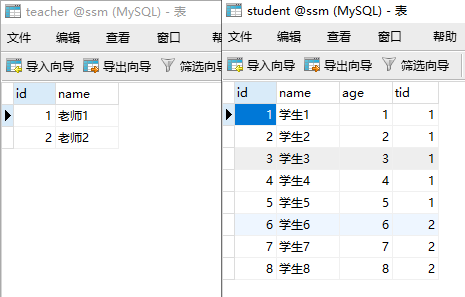 teacher @ssm (MySQL) - 表
文件 编辑 查看 窗口
导入向导 导出向导 筛选向
id name
1 老师1
2 老师2
student @ssm (MySQL) - 表
文件 编辑 查看 窗口 帮助
导入向导 导出向导 筛选向导
id name age tid
1 学生1 1 1
2 学生2 2 1
3 学生3 3 1
4 学生4 4 1
5 学生5 5 1
6 学生6 6 2
7 学生7 7 2
8 学生8 8 2